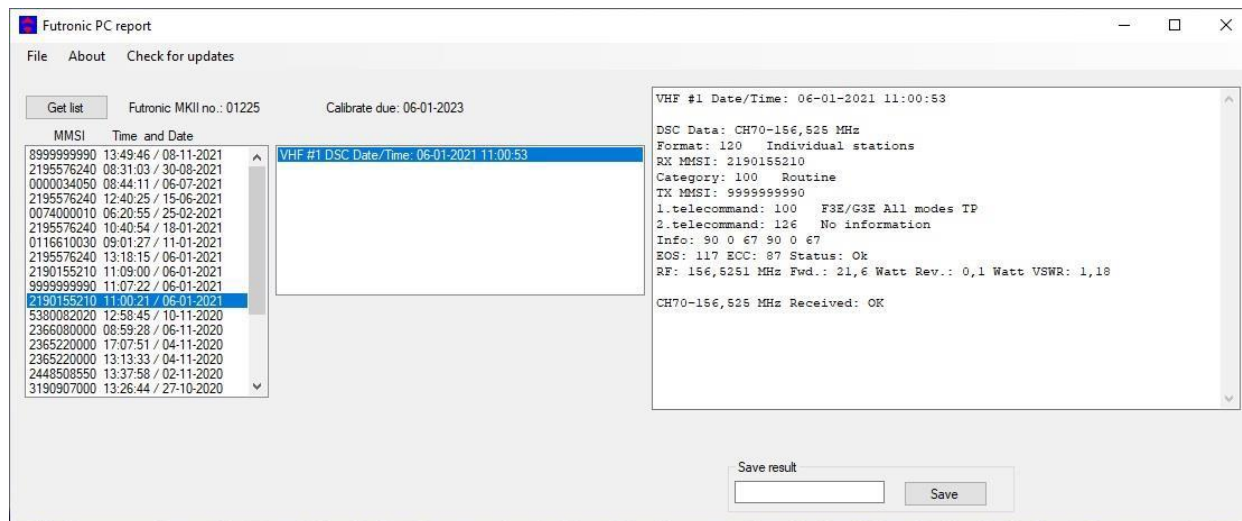 Futronic PC report
File About Check for updates
Get list Futronic MKII no.: 01225 Calibrate due: 06-01-2023
MMSI Time and Date
8999999990 13:49:46 / 08-11-2021
2195576240 08:31:03 / 30-08-2021
0000034050 08:44:11 / 06-07-2021
2195576240 12:40:25 / 15-06-2021
0074000010 06:20:55 / 25-02-2021
2195576240 10:40:54 / 18-01-2021
0116610030 09:01:27 / 11-01-2021
2195576240 13:18:15 / 06-01-2021
2190155210 11:09:00 / 06-01-2021
9999999990 11:07:22 / 06-01-2021
2190155210 11:00:21 / 06-01-2021
5380082020 12:58:45 / 10-11-2020
2366080000 08:59:28 / 06-11-2020
2365220000 17:07:51 / 04-11-2020
2365220000 13:13:33 / 04-11-2020
2448508550 13:37:58 / 02-11-2020
3190907000 13:26:44 / 27-10-2020
VHF #1 DSC Date/Time: 06-01-2021 11:00:53
VHF #1 Date/Time: 06-01-2021 11:00:53
DSC Data: CH70-156,525 MHz
Format: 120 Individual stations
RX MMSI: 2190155210
Category: 100 Routine
TX MMSI: 9999999990
1.telecommand: 100 F3E/G3E All modes TP
2.telecommand: 126 No information
Info: 90 0 67 90 0 67
EOS: 117 ECC: 87 Status: Ok
RF: 156,5251 MHz Fwd.: 21,6 Watt Rev.: 0,1 Watt VSWR: 1,18
CH70-156,525 MHz Received: OK
Save result
Save